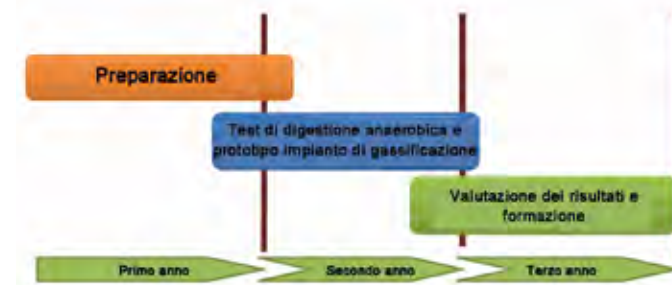 Preparazione
Test di digestione anaerobica e
prototipo impianto di gassificazione
Valutazione dei risultati e
formazione
Primo anno
Secondo anno
Terzo anno